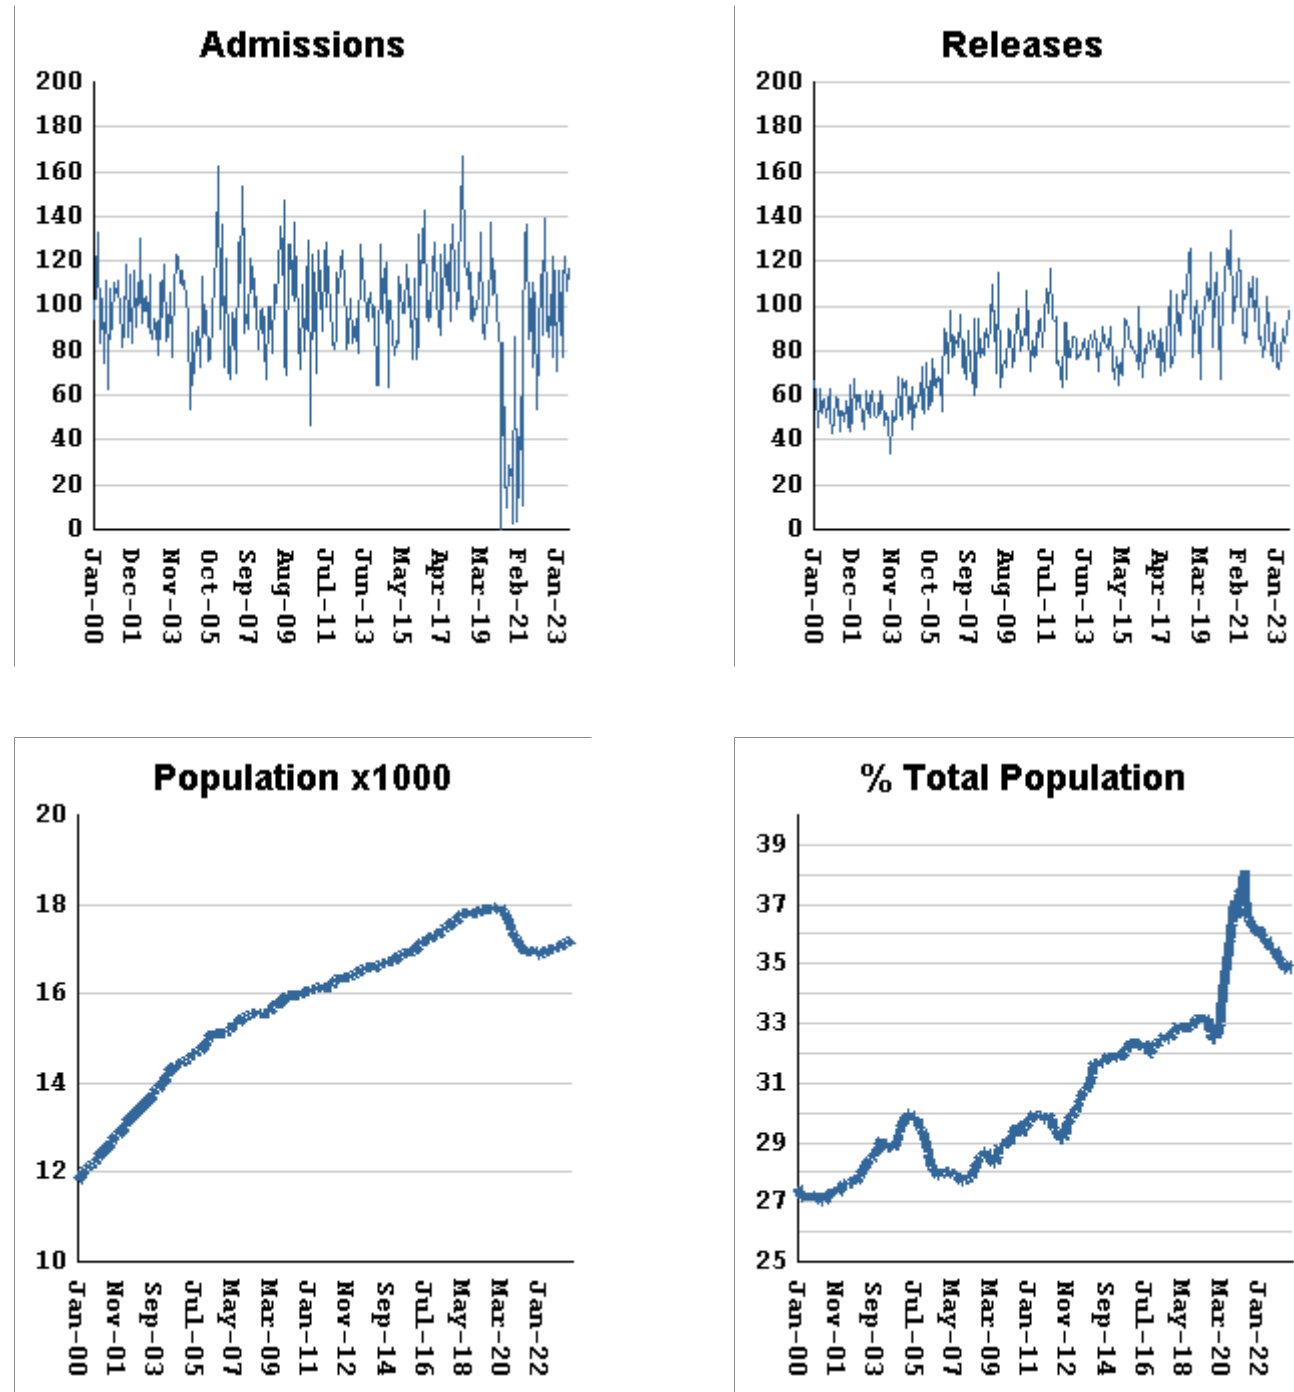 Admissions
200
180
160
140
120
100
80
60
40
20
0
Jan-00
Dec-01
Nov-03
Oct-05
Sep-07
Aug-09
Jul-11
Jun-13
May-15
Apr-17
Mar-19
Feb-21
Jan-23
Releases
200
180
160
140
120
100
80
60
40
20
0
Jan-00
Dec-01
Nov-03
Oct-05
Sep-07
Aug-09
Jul-11
Jun-13
May-15
Apr-17
Mar-19
Feb-21
Jan-23
Population x1000
20
18
16
14
12
10
Jan-00
Nov-01
Sep-03
Jul-05
May-07
Mar-09
Jan-11
Nov-12
Sep-14
Jul-16
May-18
Mar-20
Jan-22
% Total Population
39
37
35
33
31
29
27
25
Jan-00
Nov-01
Sep-03
Jul-05
May-07
Mar-09
Jan-11
Nov-12
Sep-14
Jul-16
May-18
Mar-20
Jan-22